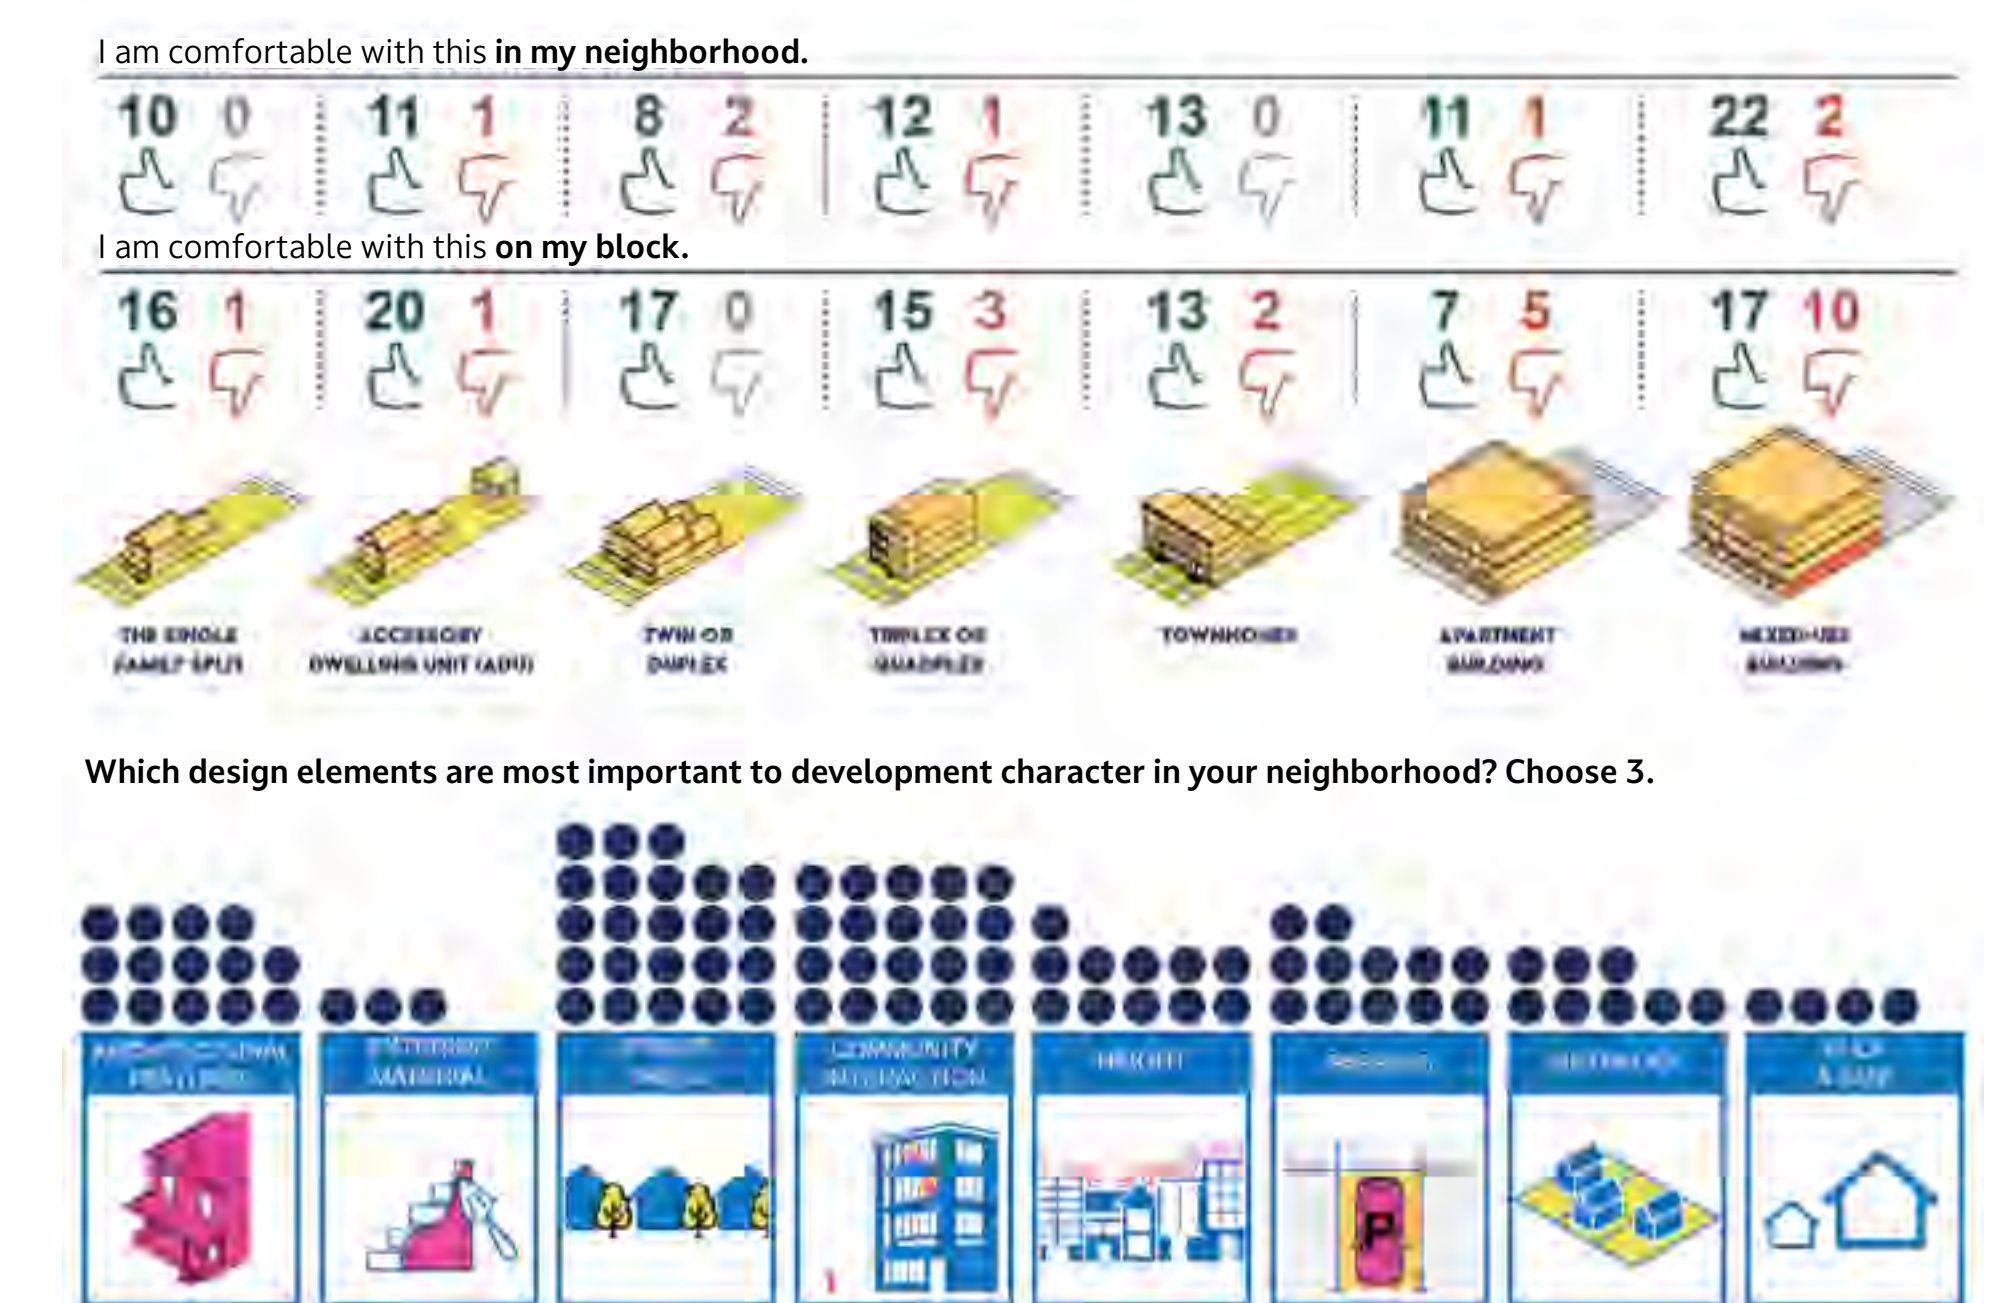 I am comfortable with this in my neighborhood.
10 0 11 1 8 2 12 1 13 0 11 1 22 2
I am comfortable with this on my block.
16 1 20 1 17 0 15 3 13 2 7 5 17 10
THE SINGLE ACCESSORY TWIN OR TRIPLEX OR TOWNHOMES APARTMENT MIXED-USE
FAMILY SPLIT DWELLING UNIT (ADU) DUPLEX QUADPLEX BUILDING BUILDING
Which design elements are most important to development character in your neighborhood? Choose 3.
COMMUNITY HEIGHT
MATERIAL INTERACTION
P